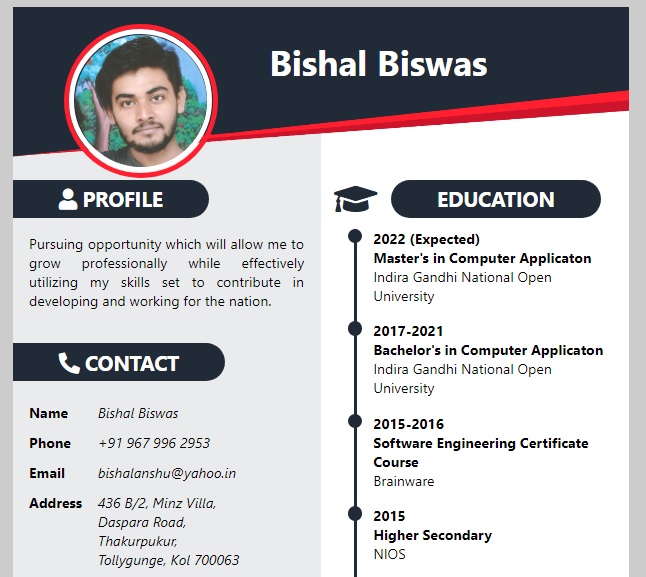 Bishal Biswas
PROFILE
Pursuing opportunity which will allow me to
grow professionally while effectively
utilizing my skills set to contribute in
developing and working for the nation.
CONTACT
Name Bishal Biswas
Phone +91 967 996 2953
Email bishalanshu@yahoo.in
Address 436 B/2, Minz Villa,
Daspara Road,
Thakurpukur,
Tollygunge, Kol 700063
EDUCATION
2022 (Expected)
Master's in Computer Applicaton
Indira Gandhi National Open
University
2017-2021
Bachelor's in Computer Applicaton
Indira Gandhi National Open
University
2015-2016
Software Engineering Certificate
Course
Brainware
2015
Higher Secondary
NIOS